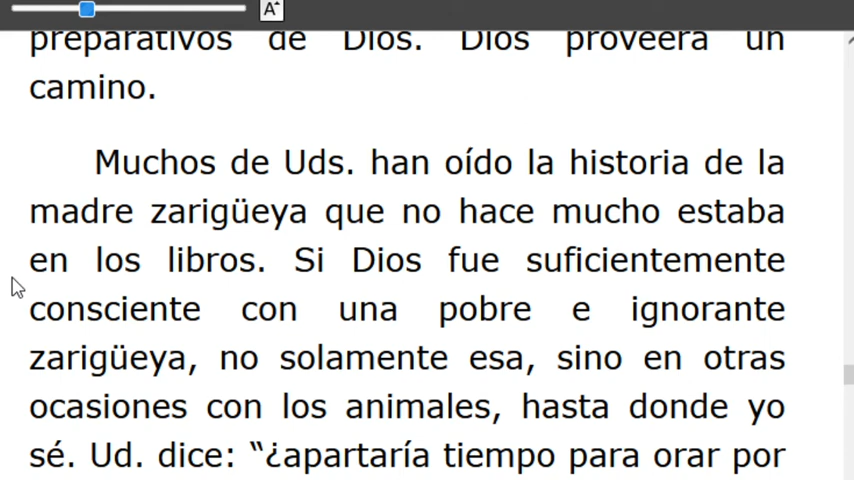 A
preparativos de Dios. Dios proveerá un
camino.
Muchos de Uds. han oído la historia de la
madre zarigüeya que no hace mucho estaba
en los libros. Si Dios fue suficientemente
consciente con una pobre e ignorante
zarigüeya, no solamente esa, sino en otras
ocasiones con los animales, hasta donde yo
sé. Ud. dice: “¿apartaría tiempo para orar por